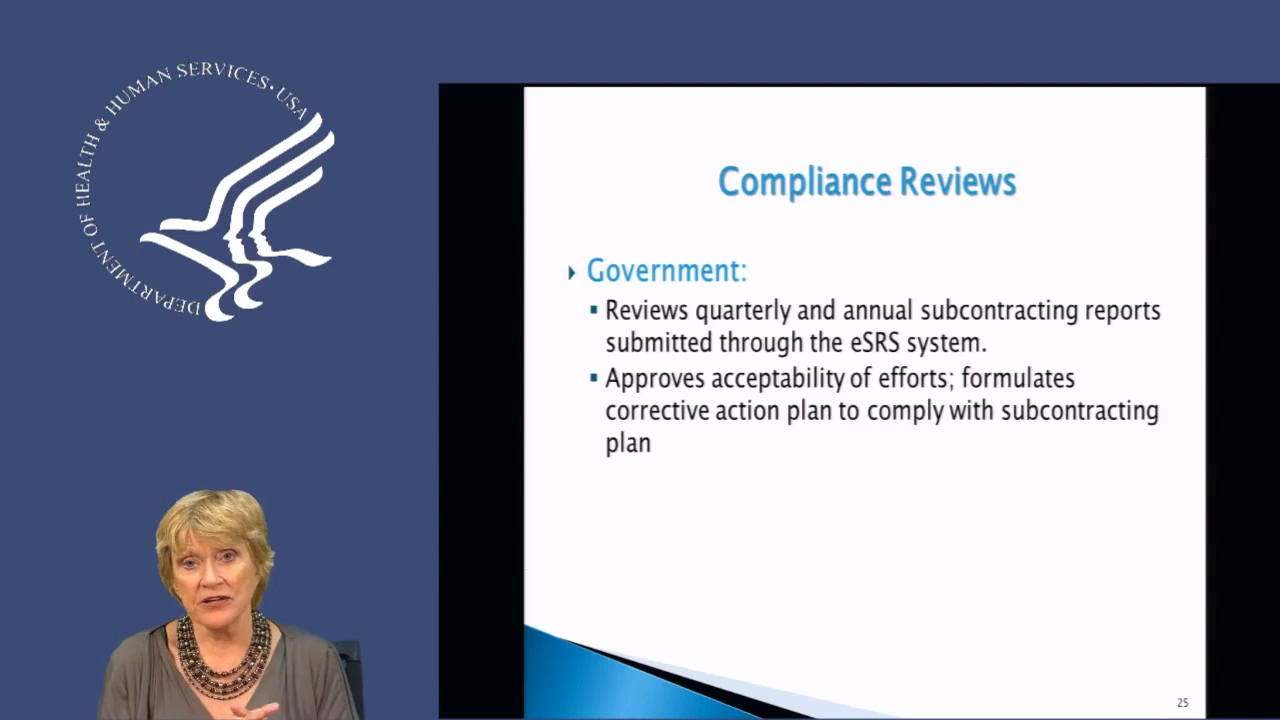 DEPARTMENT OF HEALTH & HUMAN SERVICES • USA
Compliance Reviews
Government:
Reviews quarterly and annual subcontracting reports
submitted through the eSRS system.
Approves acceptability of efforts; formulates
corrective action plan to comply with subcontracting
plan
25